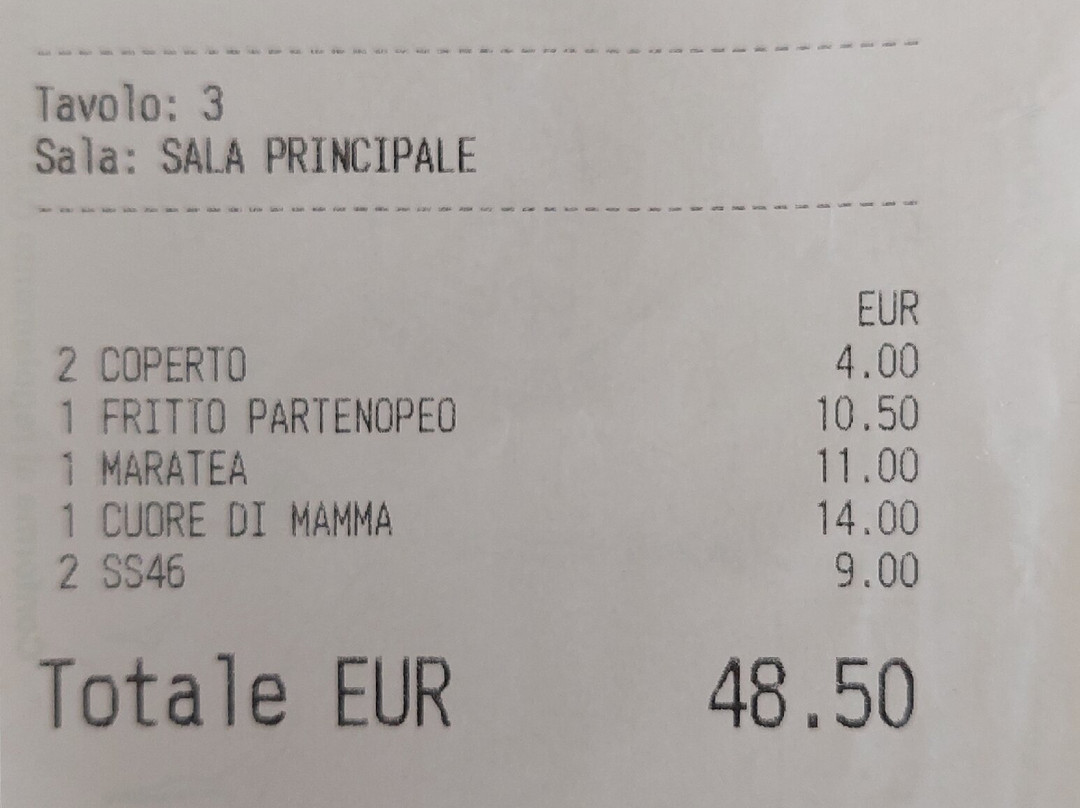 Tavolo: 3
Sala: SALA PRINCIPALE
EUR
2 COPERTO 4.00
1 FRITTO PARTENOPEO 10.50
1 MARATEA 11.00
1 CUORE DI MAMMA 14.00
2 SS46 9.00
Totale EUR 48.50